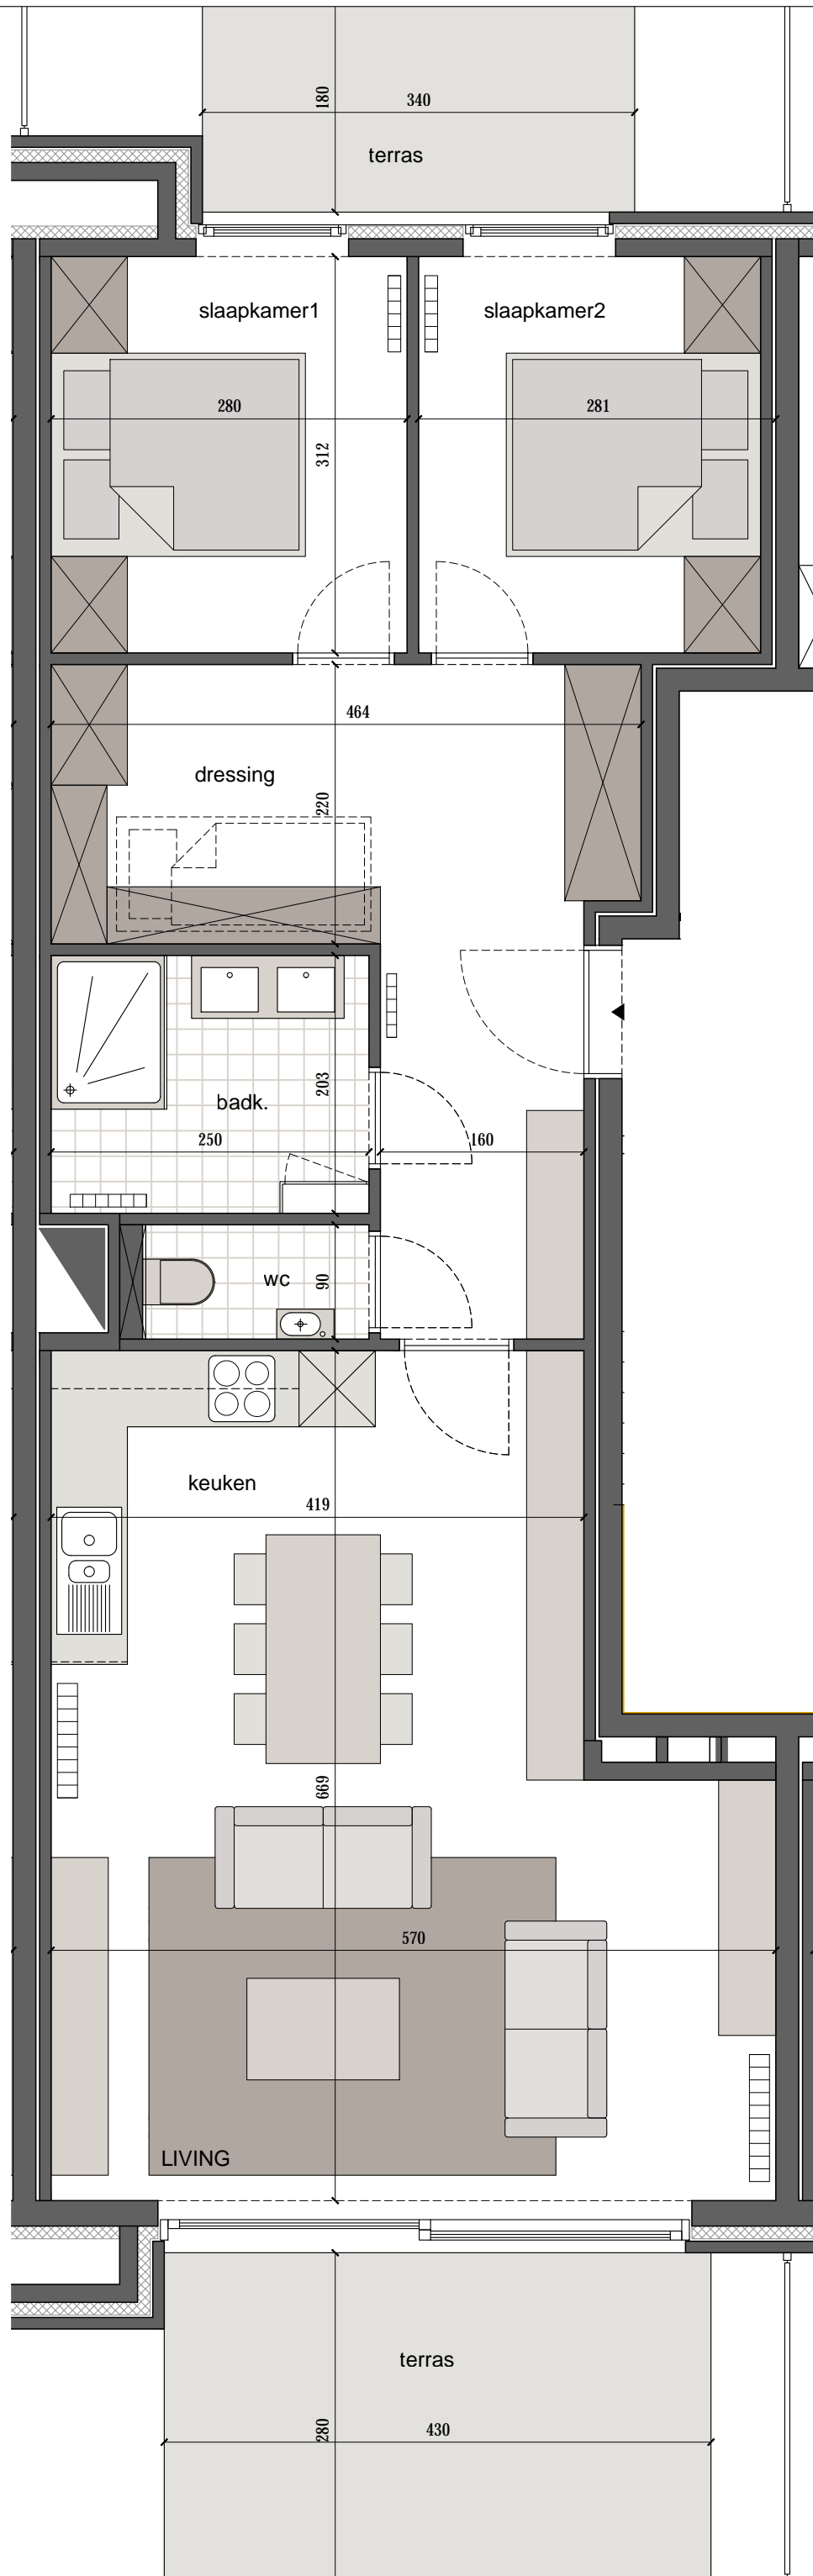 180
340
terras
slaapkamer1
slaapkamer2
280
281
312
464
dressing
220
203
badk.
250
160
wc
90
keuken
419
669
570
LIVING
terras
280
430